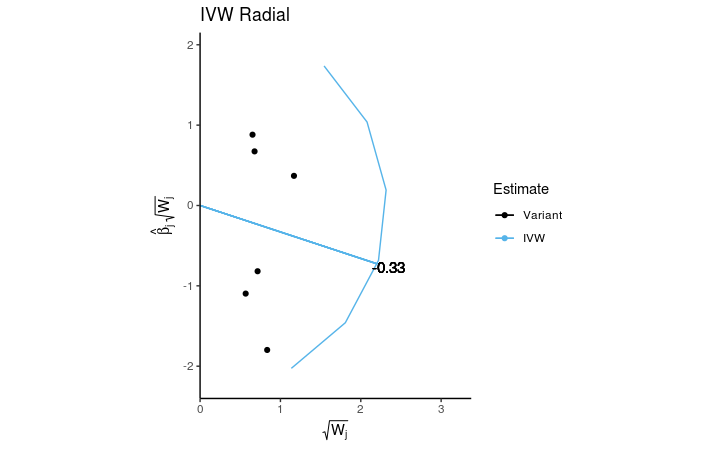 IVW Radial
2
1
0
-1
-2
β̂j√Wj
-0.33
0 1 2 3
√Wj
Estimate
Variant
IVW